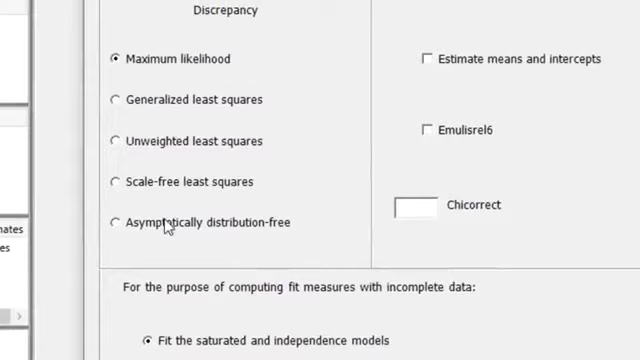 Discrepancy
Maximum likelihood
Estimate means and intercepts
Generalized least squares
Unweighted least squares
Emulisrel6
Scale-free least squares
Chicorrect
Asymptotically distribution-free
For the purpose of computing fit measures with incomplete data:
Fit the saturated and independence models